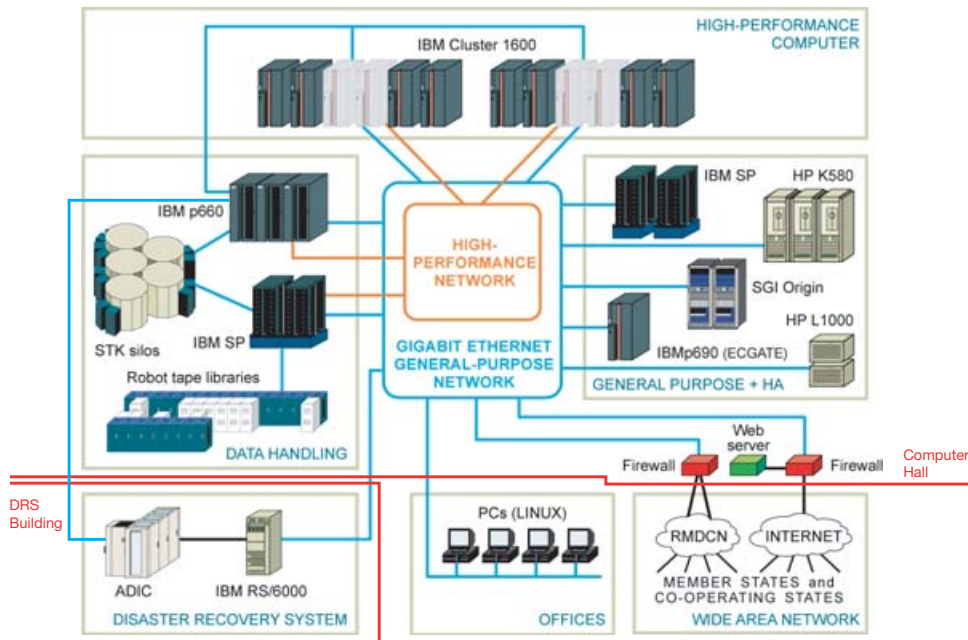 HIGH-PERFORMANCE
COMPUTER
IBM Cluster 1600
IBM p660
STK silos
IBM SP
Robot tape libraries
DATA HANDLING
HIGH-
PERFORMANCE
NETWORK
GIGABIT ETHERNET
GENERAL-PURPOSE
NETWORK
IBM SP
HP K580
SGI Origin
HP L1000
IBMp690 (ECGATE)
GENERAL PURPOSE + HA
Firewall
Web
server
Firewall
Computer
Hall
DRS
Building
ADIC
IBM RS/6000
DISASTER RECOVERY SYSTEM
PCs (LINUX)
OFFICES
RMDCN
INTERNET
MEMBER STATES and
CO-OPERATING STATES
WIDE AREA NETWORK